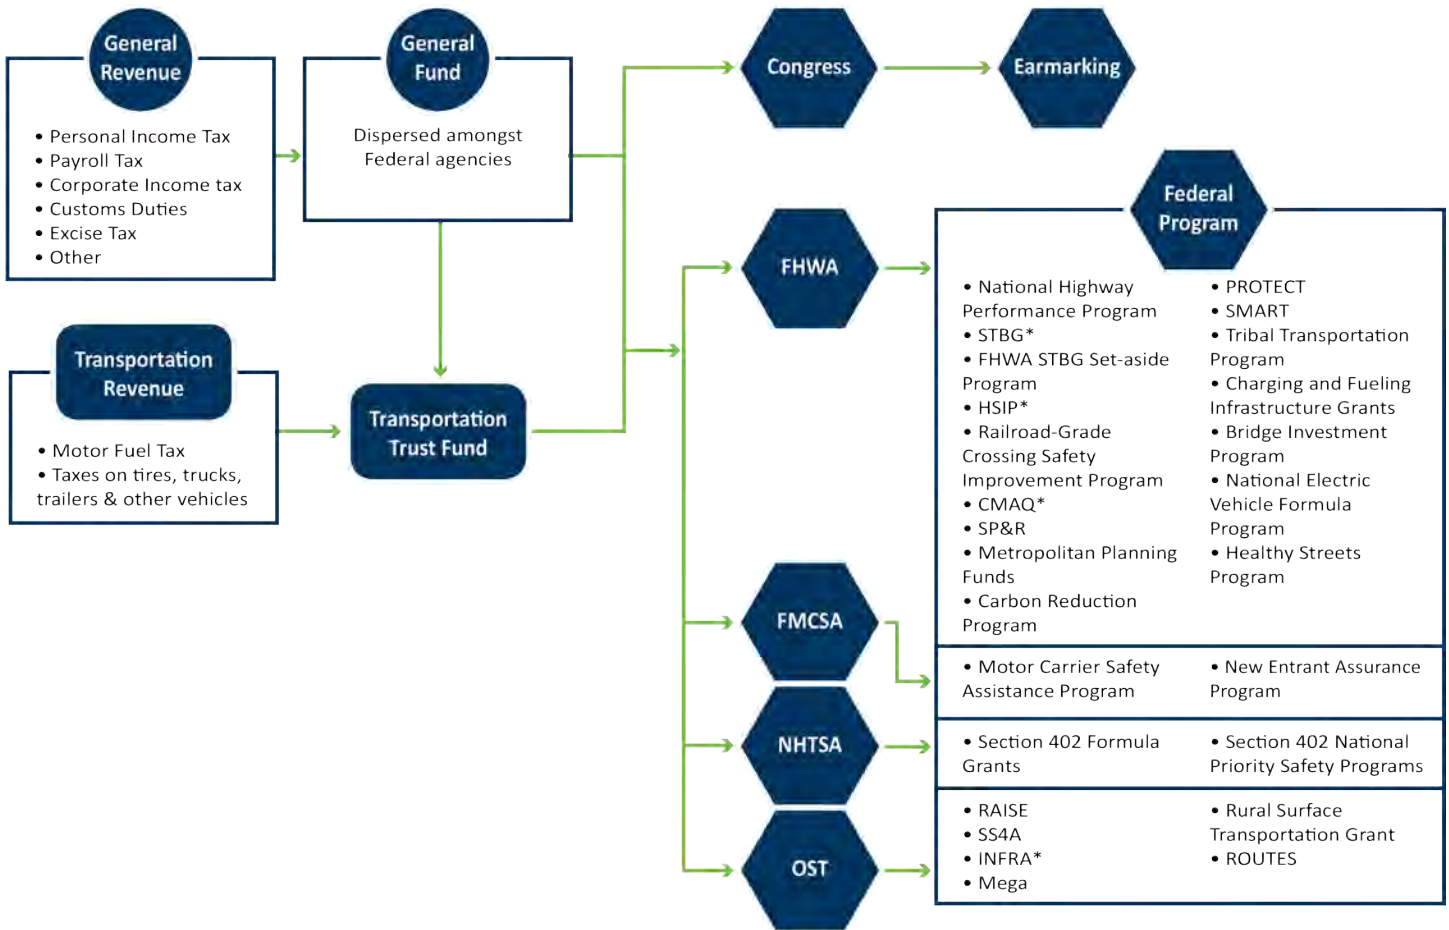 General
Revenue
• Personal Income Tax
• Payroll Tax
• Corporate Income tax
• Customs Duties
• Excise Tax
• Other
General
Fund
Dispersed amongst
Federal agencies
Transportation
Revenue
• Motor Fuel Tax
• Taxes on tires, trucks,
trailers & other vehicles
Transportation
Trust Fund
Congress
Earmarking
FHWA
FMCSA
NHTSA
OST
Federal
Program
• National Highway
Performance Program
• STBG*
• FHWA STBG Set-aside
Program
• HSIP*
• Railroad-Grade
Crossing Safety
Improvement Program
• CMAQ*
• SP&R
• Metropolitan Planning
Funds
• Carbon Reduction
Program
• PROTECT
• SMART
• Tribal Transportation
Program
• Charging and Fueling
Infrastructure Grants
• Bridge Investment
Program
• National Electric
Vehicle Formula
Program
• Healthy Streets
Program
• Motor Carrier Safety
Assistance Program
• New Entrant Assurance
Program
• Section 402 Formula
Grants
• Section 402 National
Priority Safety Programs
• RAISE
• SS4A
• INFRA*
• Mega
• Rural Surface
Transportation Grant
• ROUTES